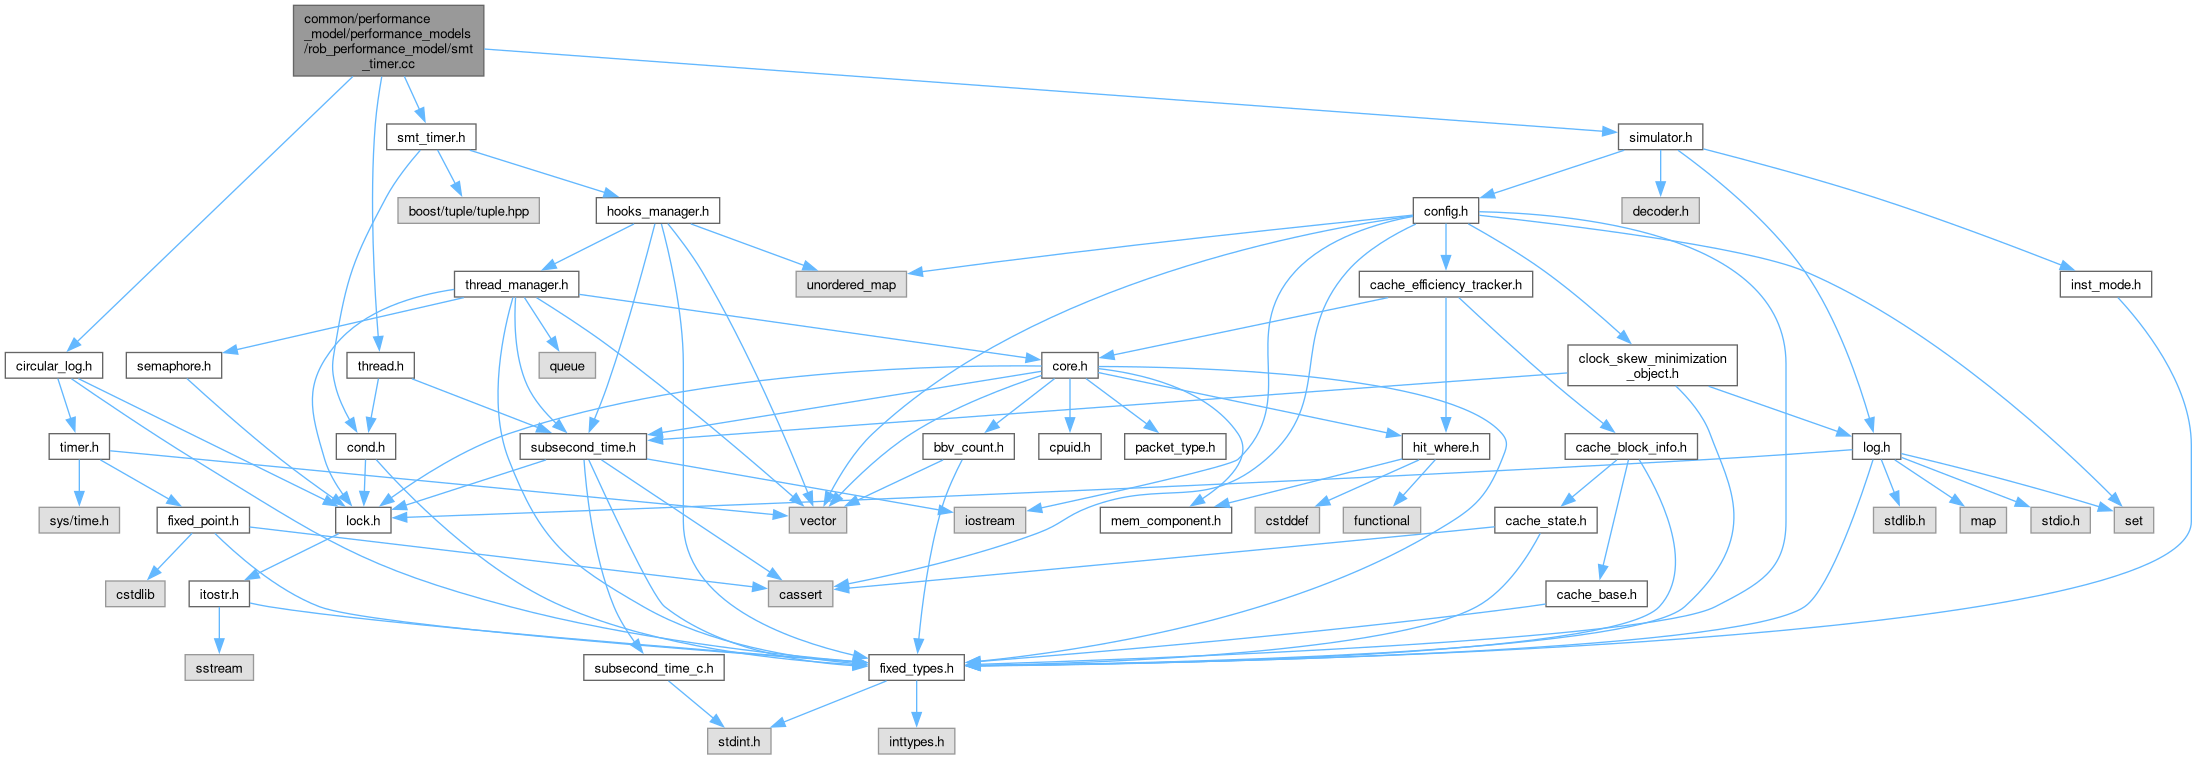 common/performance
_model/performance_models
/rob_performance_model/smt
_timer.cc
smt_timer.h
simulator.h
boost/tuple/tuple.hpp
hooks_manager.h
config.h
decoder.h
thread_manager.h
unordered_map
cache_efficiency_tracker.h
inst_mode.h
circular_log.h
semaphore.h
thread.h
queue
core.h
clock_skew_minimization
_object.h
timer.h
cond.h
subsecond_time.h
bbv_count.h
cpuid.h
packet_type.h
hit_where.h
cache_block_info.h
log.h
sys/time.h
fixed_point.h
lock.h
vector
iostream
mem_component.h
cstddef
functional
cache_state.h
stdlib.h
map
stdio.h
set
cstdlib
itostr.h
cassert
cache_base.h
sstream
subsecond_time_c.h
fixed_types.h
stdint.h
inttypes.h